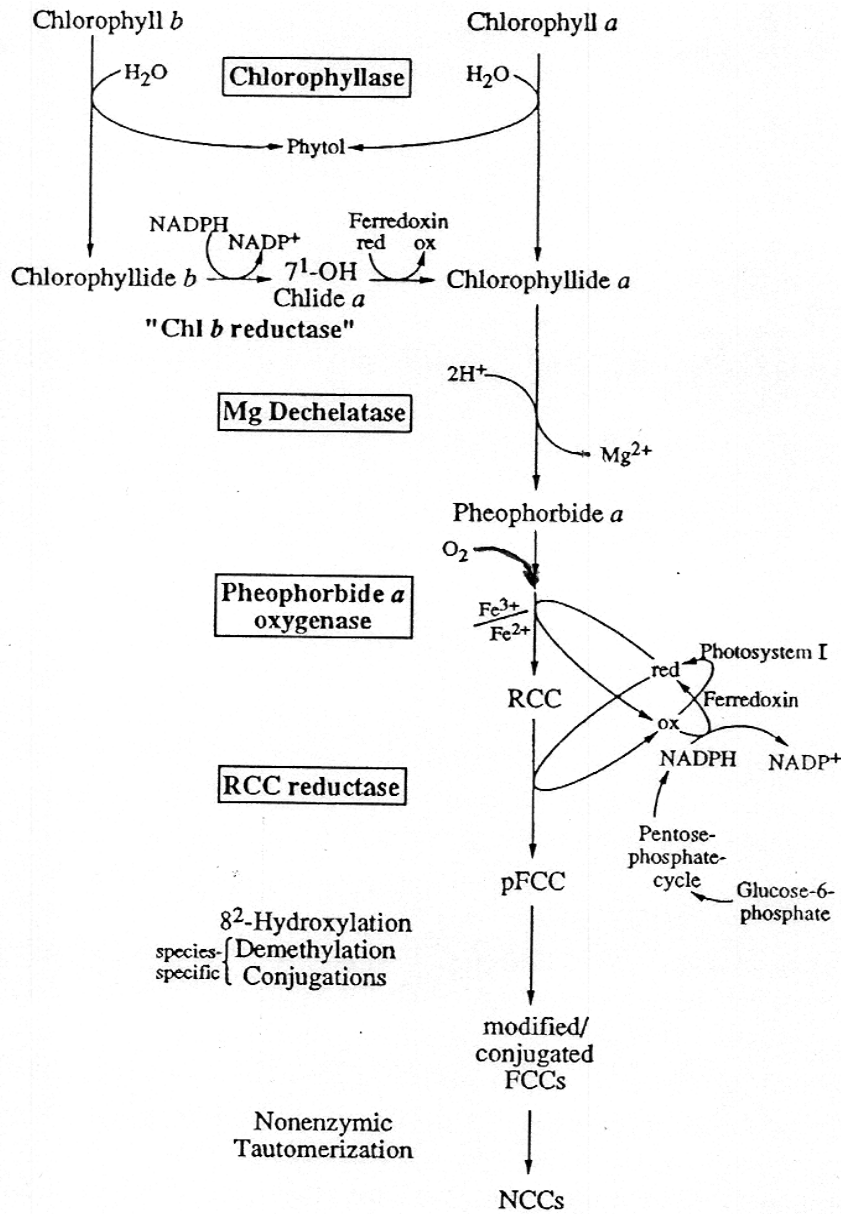 Chlorophyll b
Chlorophyll a
H₂O
Chlorophyllase
H₂O
Phytol
NADPH
NADP⁺
Ferredoxin
red ox
Chlorophyllide b
7¹-OH
Chlide a
Chlorophyllide a
"Chl b reductase"
2H⁺
Mg Dechelatase
Mg²⁺
Pheophorbide a
O₂
Pheophorbide a
oxygenase
Fe³⁺
Fe²⁺
Photosystem I
red
RCC
Ferredoxin
ox
NADPH
NADP⁺
RCC reductase
Pentose-
phosphate-
cycle
pFCC
Glucose-6-
phosphate
8²-Hydroxylation
species-
specific
Demethylation
Conjugations
modified/
conjugated
FCCs
Nonenzymic
Tautomerization
NCCs